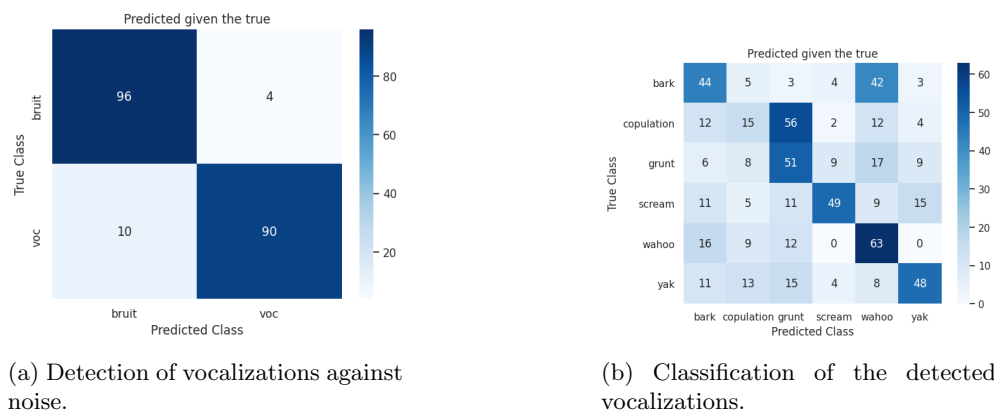 Predicted given the true
bruit
96
4
voc
10
90
bruit
voc
True Class
Predicted Class
80
60
40
20
(a) Detection of vocalizations against
noise.
Predicted given the true
bark 44 5 3 4 42 3
copulation 12 15 56 2 12 4
grunt 6 8 51 9 17 9
scream 11 5 11 49 9 15
wahoo 16 9 12 0 63 0
yak 11 13 15 4 8 48
bark copulation grunt scream wahoo yak
True Class
Predicted Class
60
50
40
30
20
10
0
(b) Classification of the detected
vocalizations.